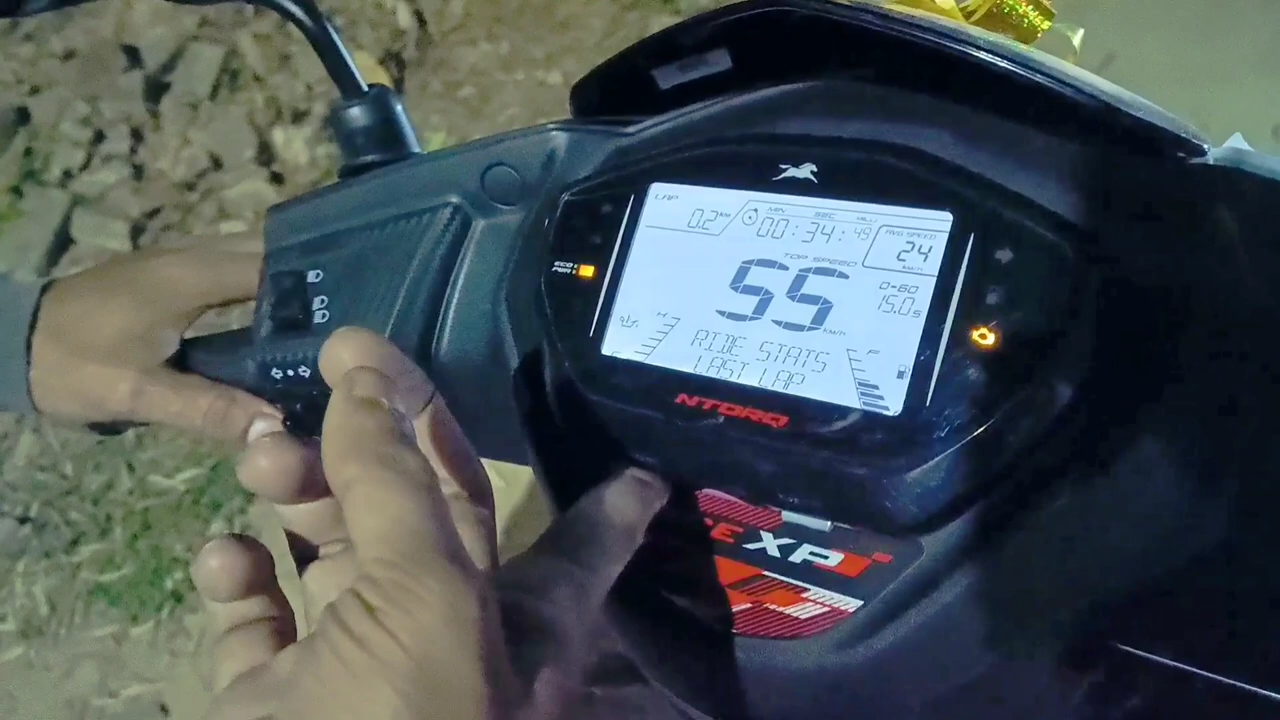 LAP
0.2 KM
MIN SEC MILLI
00:34:49
AVG SPEED
24
KM/H
TOP SPEED
55
KM/H
0-60
15.0s
ECO:
PWR:
H
F
RIDE STATS
LAST LAP
NTORQ
CE XP